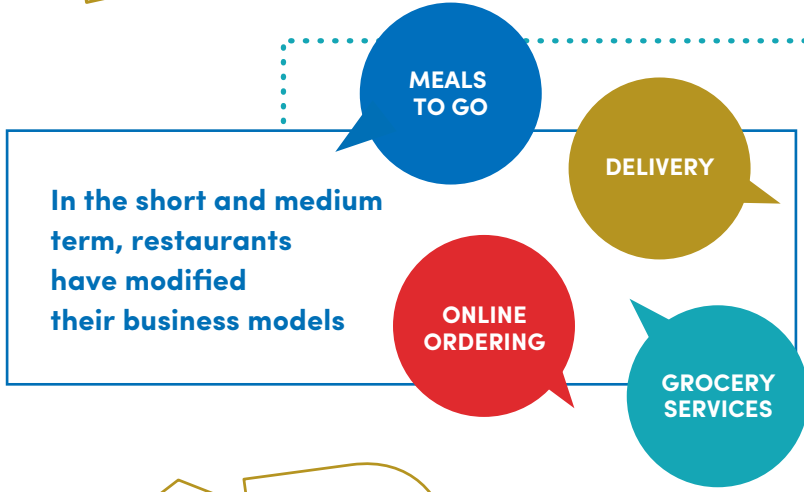 MEALS
TO GO
DELIVERY
In the short and medium
term, restaurants
have modified
their business models
ONLINE
ORDERING
GROCERY
SERVICES